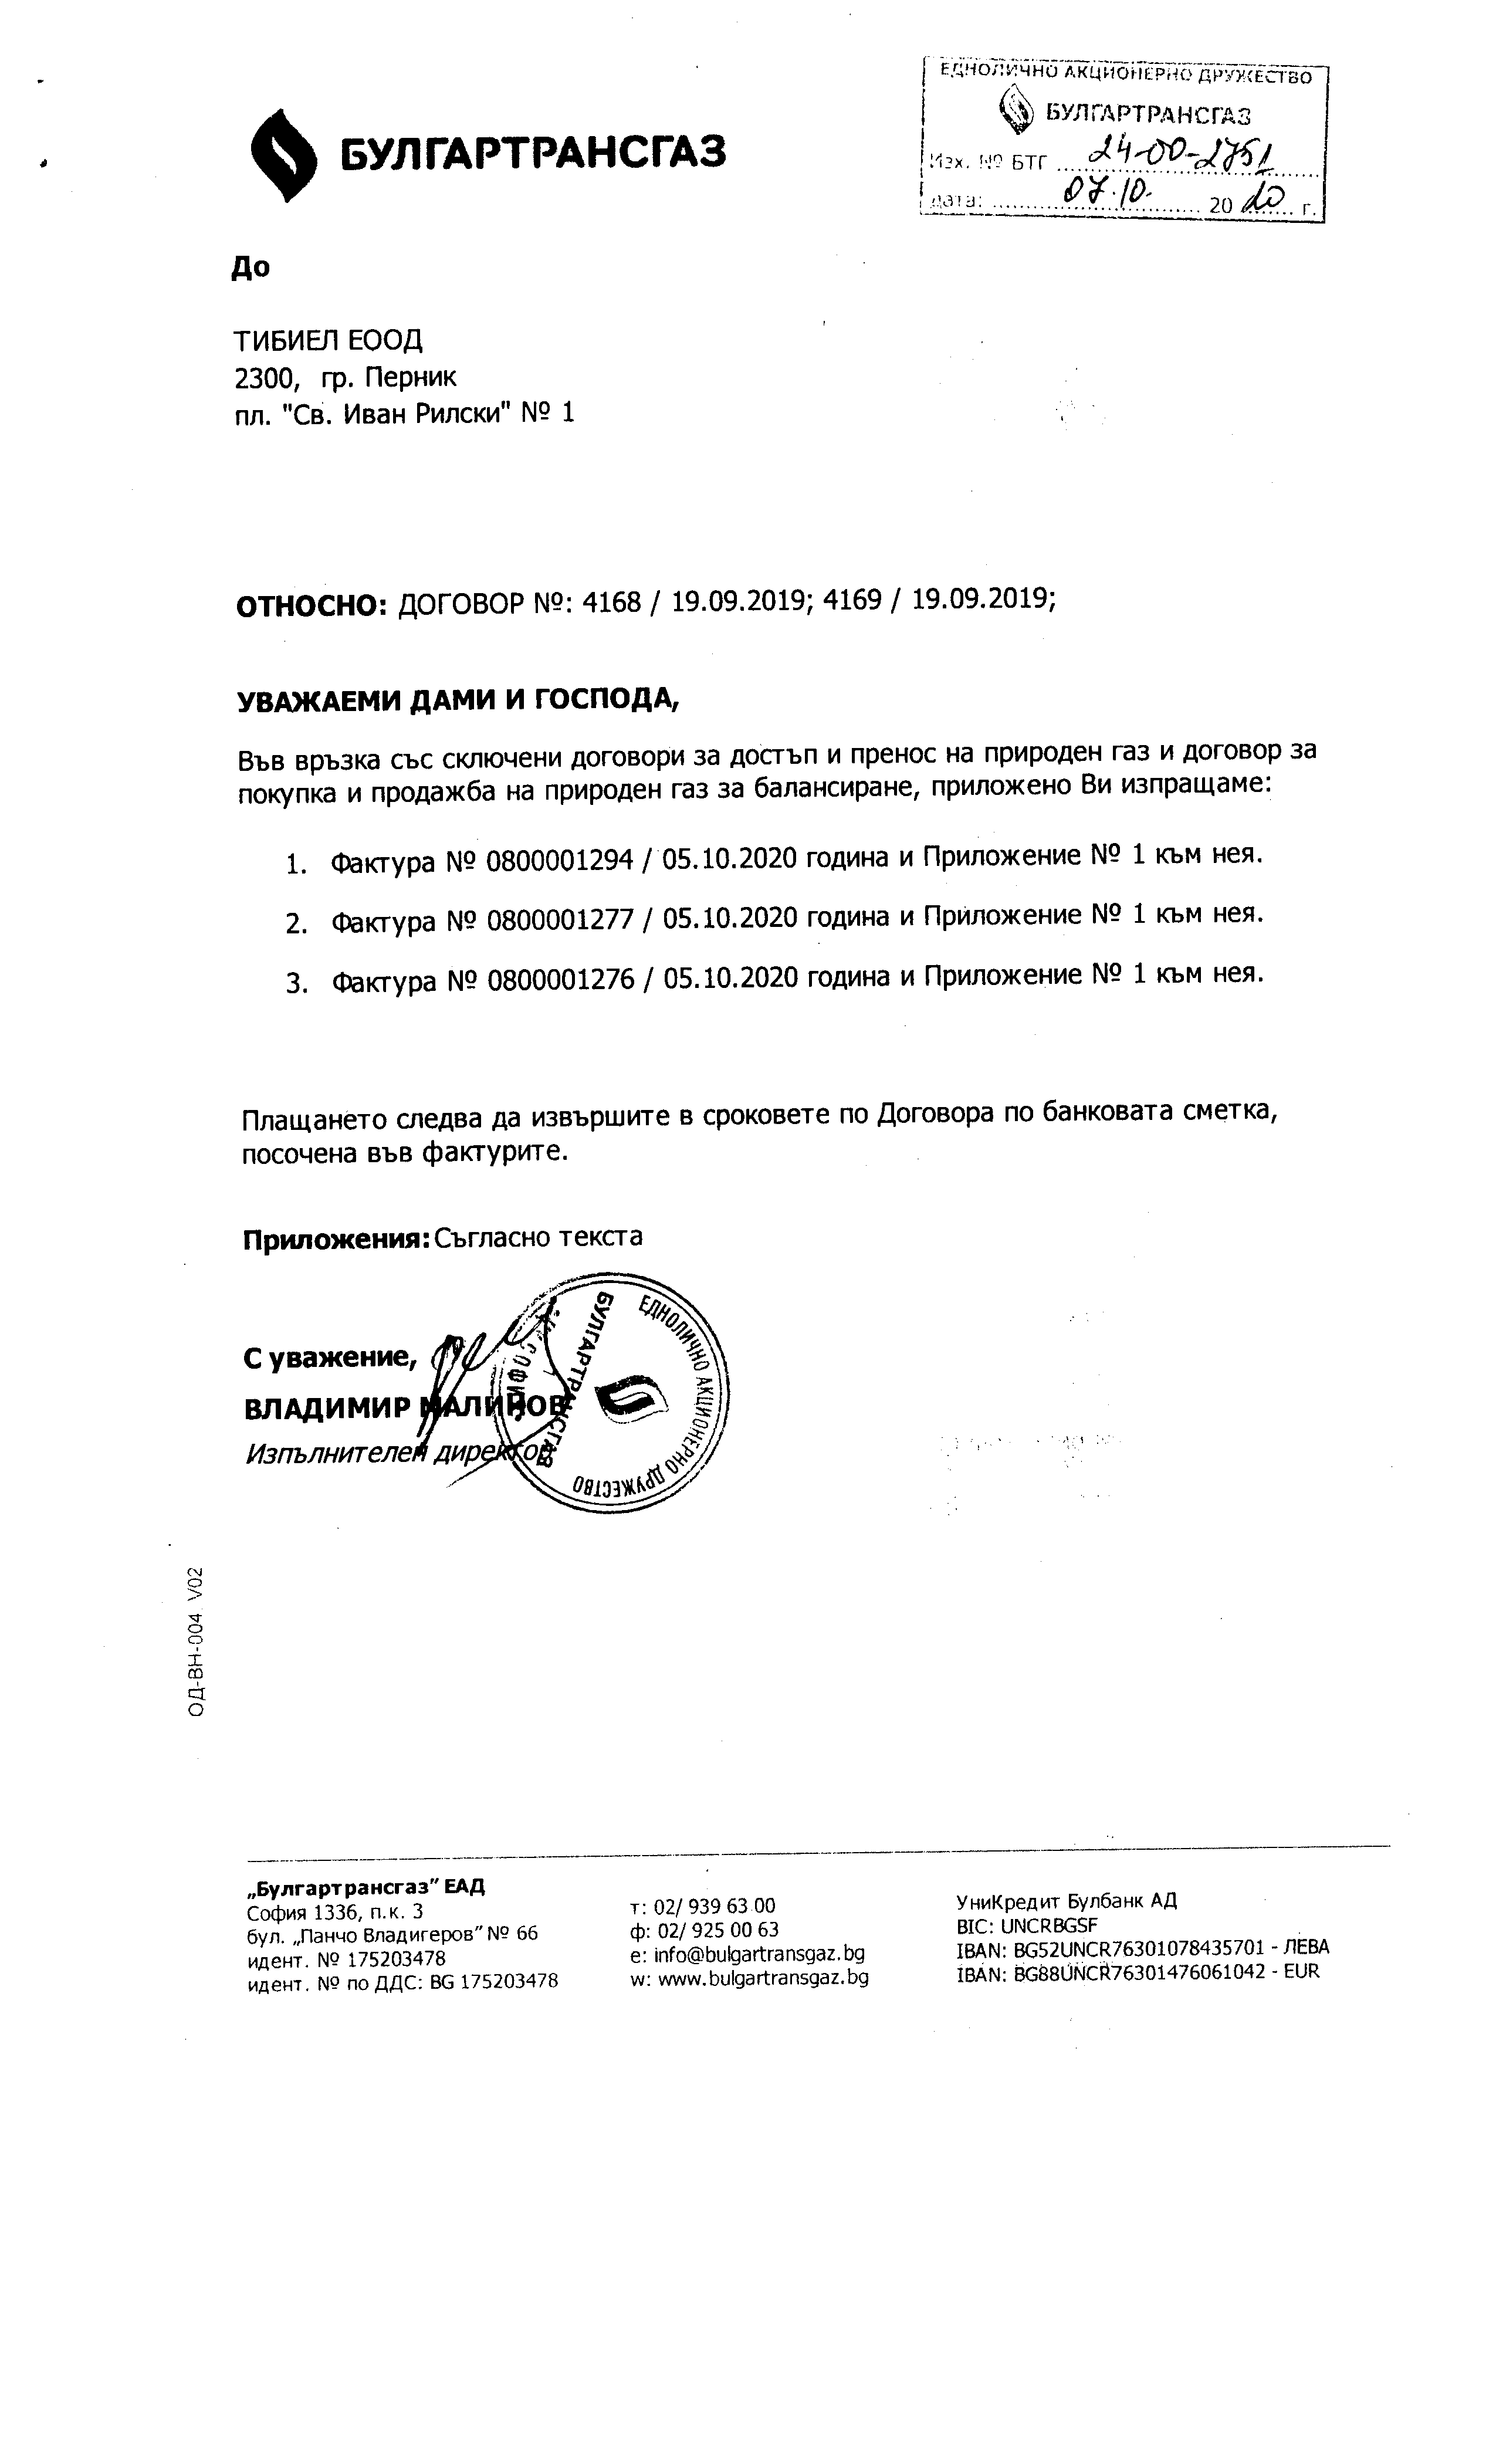 ЕДНОЛИЧНО АКЦИОНЕРНО ДРУЖЕСТВО
БУЛГАРТРАНСГАЗ
Изх. № БТГ 24-00-2751
дата: 07.10. 2020 г.
БУЛГАРТРАНСГАЗ
До
ТИБИЕЛ ЕООД
2300, гр. Перник
пл. "Св. Иван Рилски" № 1
ОТНОСНО: ДОГОВОР №: 4168 / 19.09.2019; 4169 / 19.09.2019;
УВАЖАЕМИ ДАМИ И ГОСПОДА,
Във връзка със сключени договори за достъп и пренос на природен газ и договор за
покупка и продажба на природен газ за балансиране, приложено Ви изпращаме:
1. Фактура № 0800001294 / 05.10.2020 година и Приложение № 1 към нея.
2. Фактура № 0800001277 / 05.10.2020 година и Приложение № 1 към нея.
3. Фактура № 0800001276 / 05.10.2020 година и Приложение № 1 към нея.
Плащането следва да извършите в сроковете по Договора по банковата сметка,
посочена във фактурите.
Приложения: Съгласно текста
С уважение,
ВЛАДИМИР МАЛИНОВ
Изпълнителен директор
ЕДНОЛИЧНО АКЦИОНЕРНО ДРУЖЕСТВО
БУЛГАРТРАНСГАЗ
СОФИЯ
ОД-ВН-004 V02
„Булгартрансгаз" ЕАД
София 1336, п.к. 3
бул. „Панчо Владигеров" № 66
идент. № 175203478
идент. № по ДДС: BG 175203478
т: 02/ 939 63 00
ф: 02/ 925 00 63
е: info@bulgartransgaz.bg
w: www.bulgartransgaz.bg
УниКредит Булбанк АД
BIC: UNCRBGSF
IBAN: BG52UNCR76301078435701 - ЛЕВА
IBAN: BG88UNCR76301476061042 - EUR